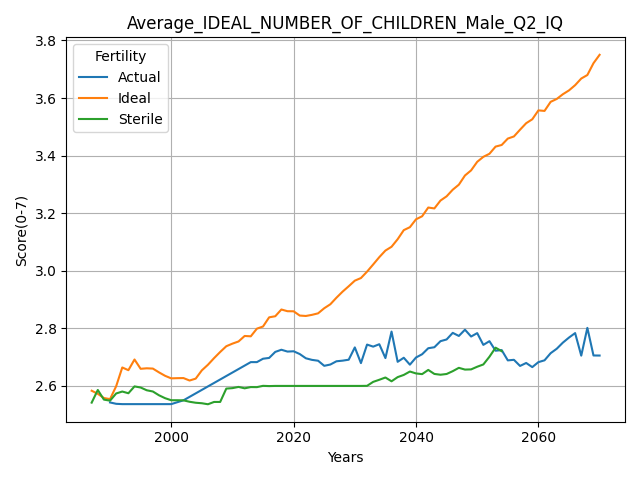 Average_IDEAL_NUMBER_OF_CHILDREN_Male_Q2_IQ
Score(0-7)
3.8
3.6
3.4
3.2
3.0
2.8
2.6
Fertility
Actual
Ideal
Sterile
2000 2020 2040 2060
Years